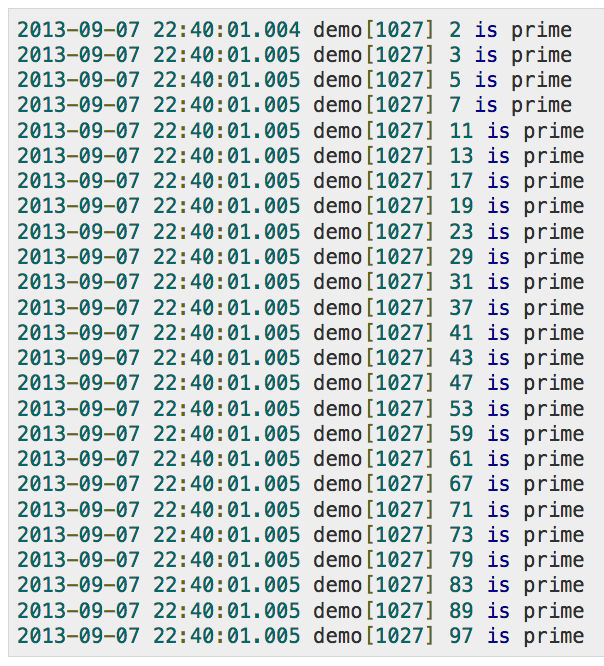 2013-09-07 22:40:01.004 demo[1027] 2 is prime
2013-09-07 22:40:01.005 demo[1027] 3 is prime
2013-09-07 22:40:01.005 demo[1027] 5 is prime
2013-09-07 22:40:01.005 demo[1027] 7 is prime
2013-09-07 22:40:01.005 demo[1027] 11 is prime
2013-09-07 22:40:01.005 demo[1027] 13 is prime
2013-09-07 22:40:01.005 demo[1027] 17 is prime
2013-09-07 22:40:01.005 demo[1027] 19 is prime
2013-09-07 22:40:01.005 demo[1027] 23 is prime
2013-09-07 22:40:01.005 demo[1027] 29 is prime
2013-09-07 22:40:01.005 demo[1027] 31 is prime
2013-09-07 22:40:01.005 demo[1027] 37 is prime
2013-09-07 22:40:01.005 demo[1027] 41 is prime
2013-09-07 22:40:01.005 demo[1027] 43 is prime
2013-09-07 22:40:01.005 demo[1027] 47 is prime
2013-09-07 22:40:01.005 demo[1027] 53 is prime
2013-09-07 22:40:01.005 demo[1027] 59 is prime
2013-09-07 22:40:01.005 demo[1027] 61 is prime
2013-09-07 22:40:01.005 demo[1027] 67 is prime
2013-09-07 22:40:01.005 demo[1027] 71 is prime
2013-09-07 22:40:01.005 demo[1027] 73 is prime
2013-09-07 22:40:01.005 demo[1027] 79 is prime
2013-09-07 22:40:01.005 demo[1027] 83 is prime
2013-09-07 22:40:01.005 demo[1027] 89 is prime
2013-09-07 22:40:01.005 demo[1027] 97 is prime